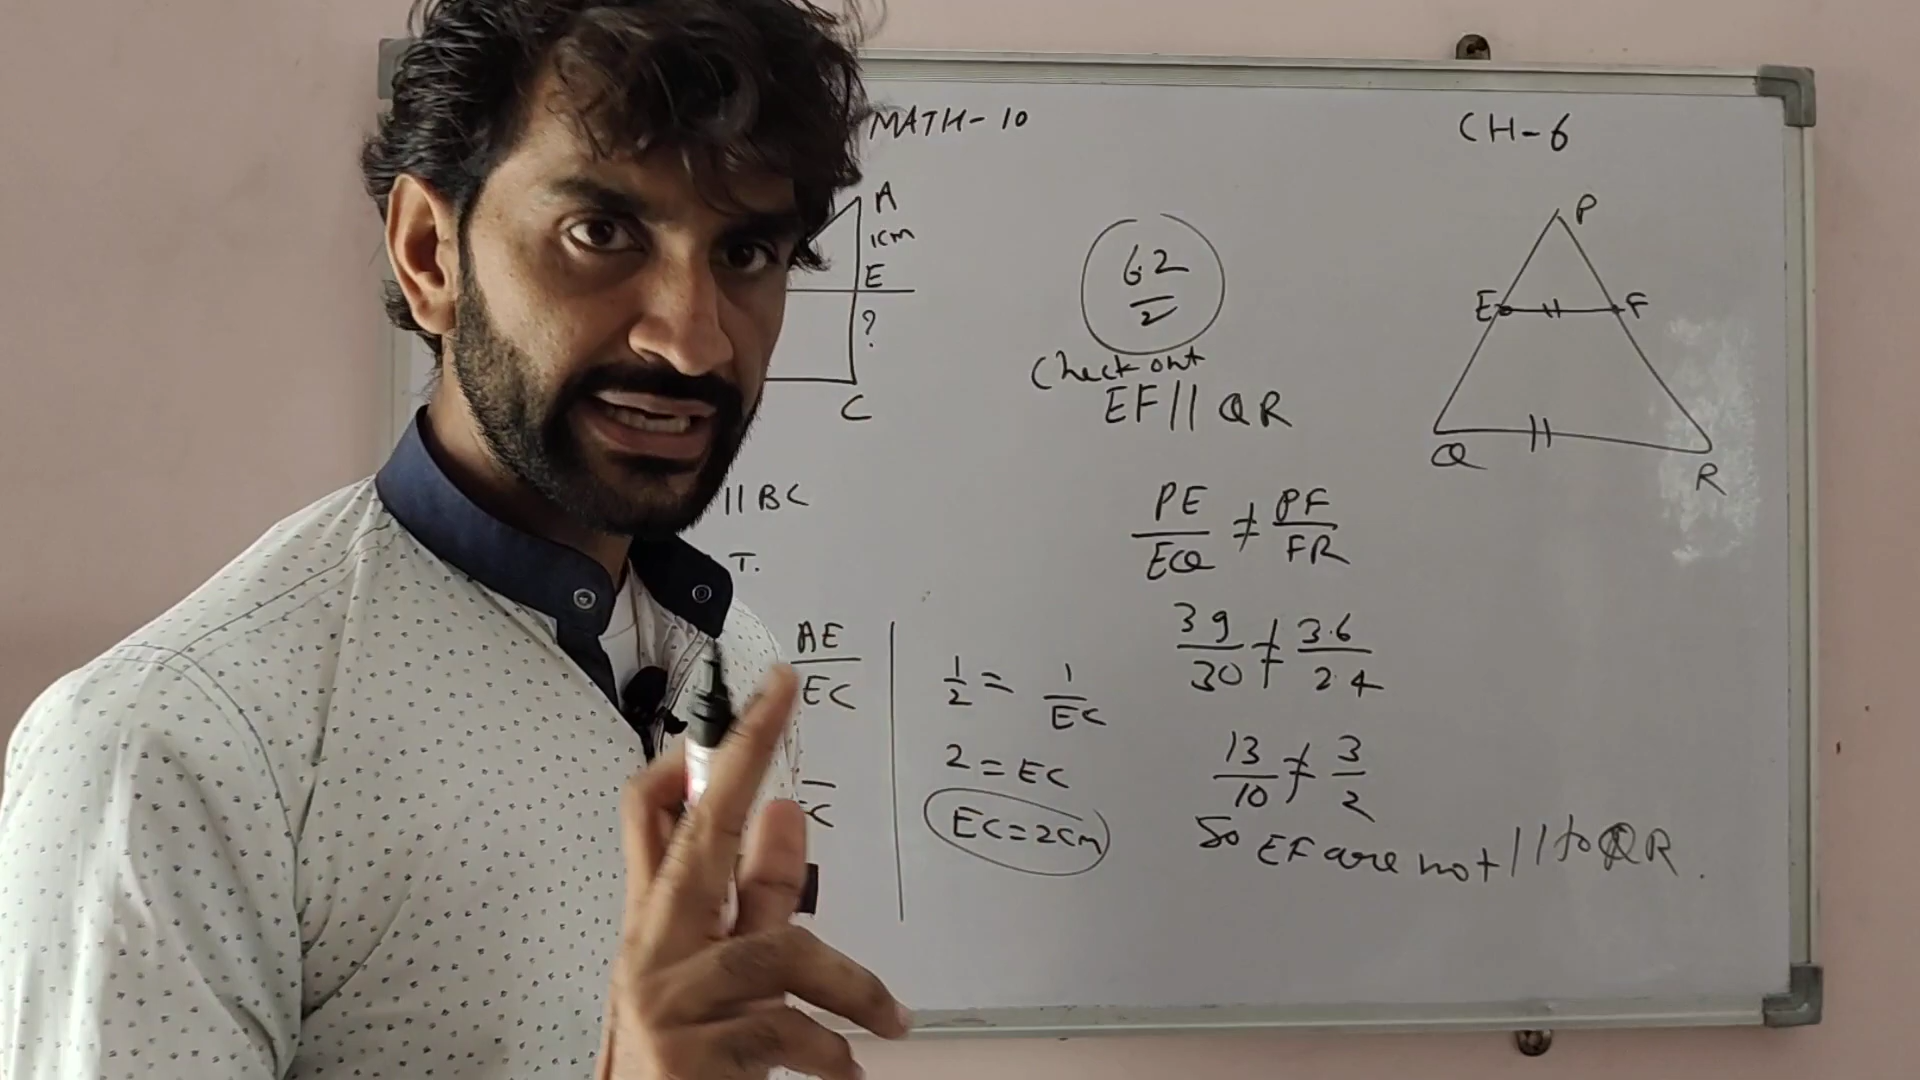 MATH-10
CH-6
A
1cm
E
?
C
|| BC
T.
AE
EC
1/2 = 1/EC
2 = EC
EC = 2cm
6.2
2
Check out
EF || QR
P
E F
Q R
PE/EQ ≠ PF/FR
39/30 ≠ 3.6/2.4
13/10 ≠ 3/2
So EF are not || to QR.